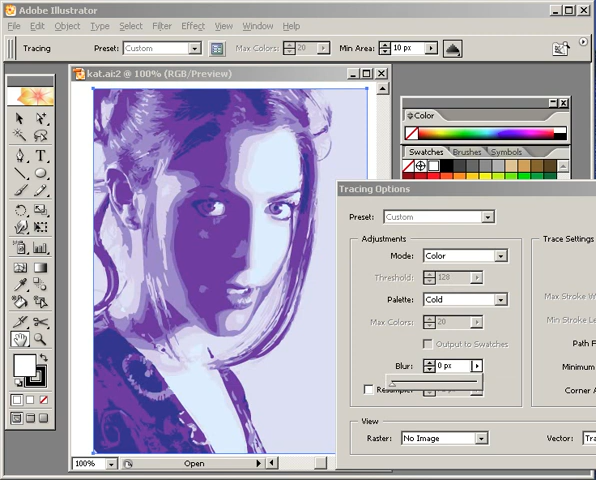 Adobe Illustrator
File Edit Object Type Select Filter Effect View Window Help
Tracing Preset: Custom Max Colors: 20 Min Area: 10 px
kat.ai:2 @ 100% (RGB/Preview)
Color
Swatches Brushes Symbols
Tracing Options
Preset: Custom
Adjustments Trace Settings
Mode: Color
Threshold: 128
Max Stroke W
Palette: Cold
Min Stroke Le
Max Colors: 20
Output to Swatches Path F
Blur: 0 px Minimum
Resample: Corner A
View
Raster: No Image Vector: Tra
100% Open